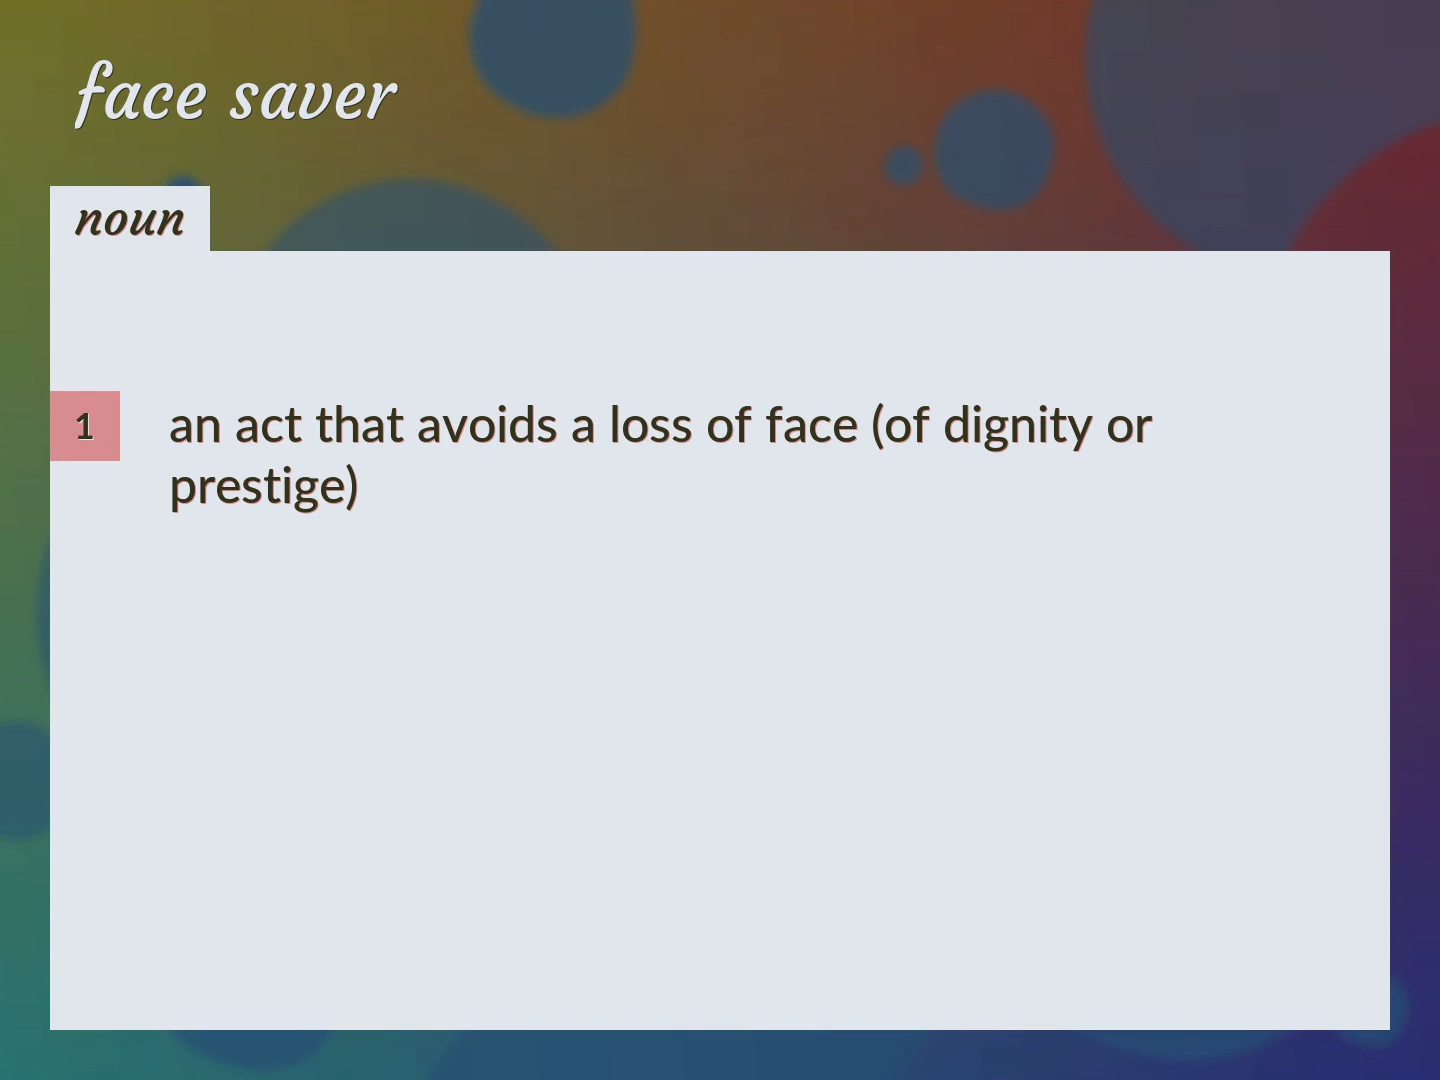 face saver
noun
1
an act that avoids a loss of face (of dignity or
prestige)